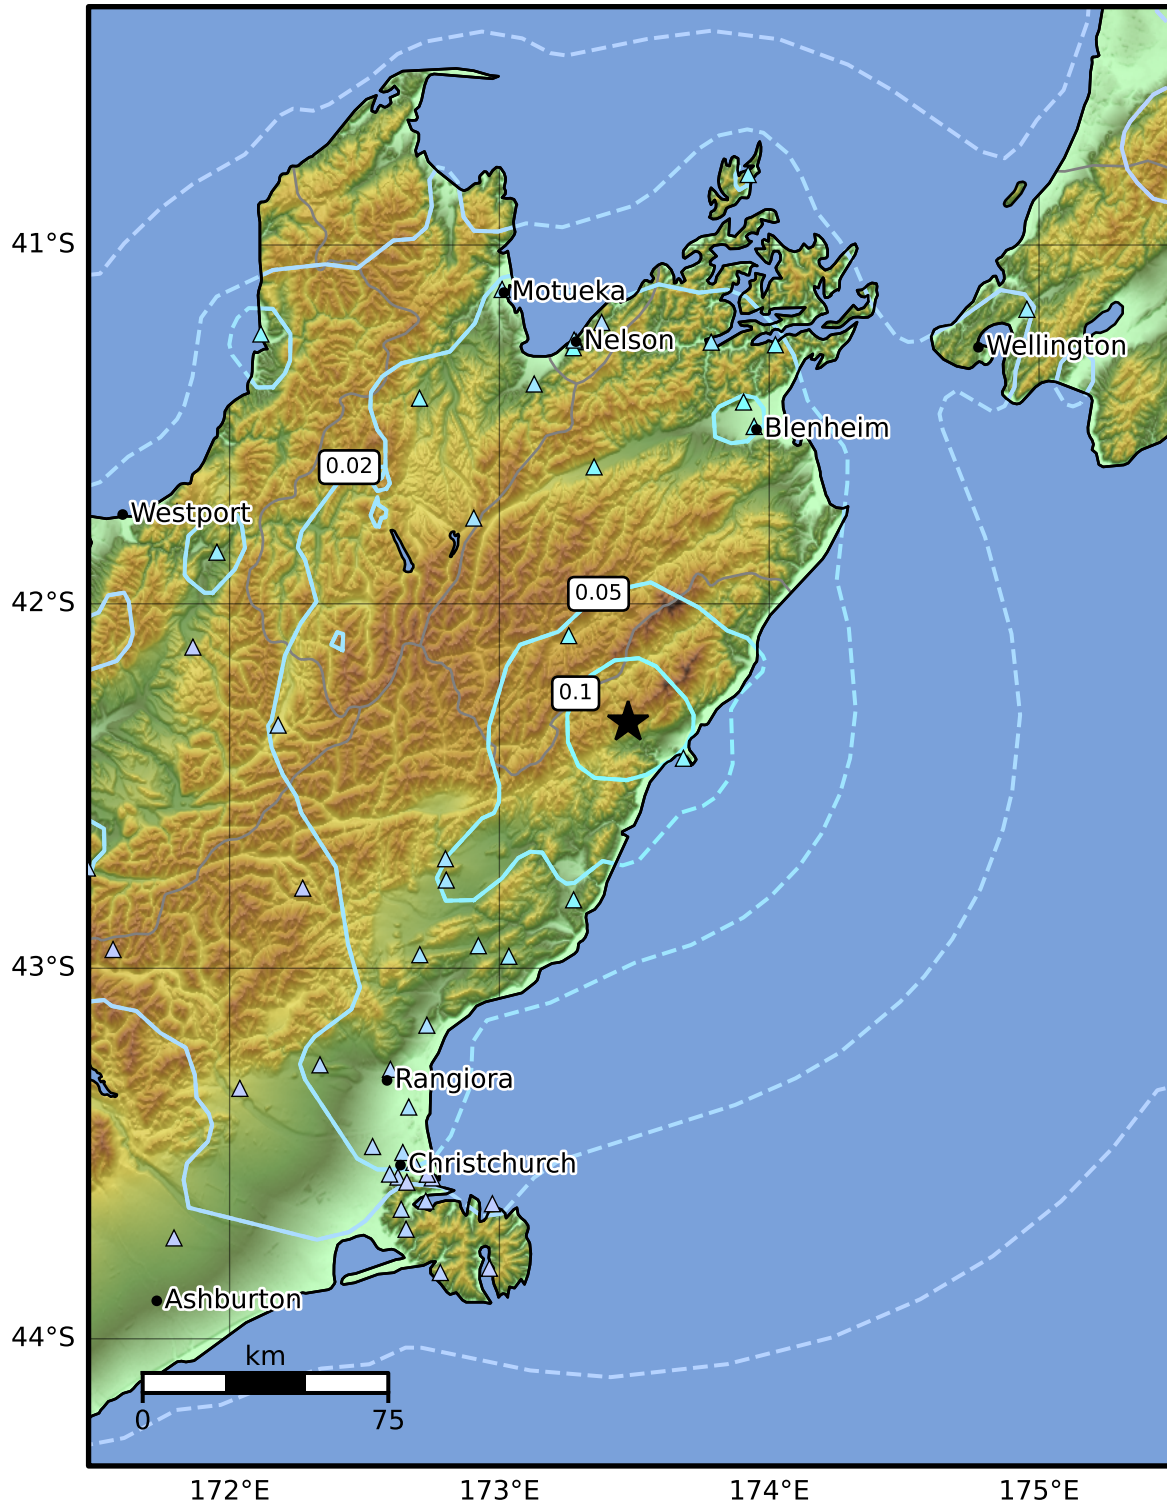 41°S
Motueka
Nelson
Wellington
Blenheim
0.02
Westport
42°S
0.05
0.1
43°S
Rangiora
Christchurch
Ashburton
44°S
km
0 75
172°E 173°E 174°E 175°E